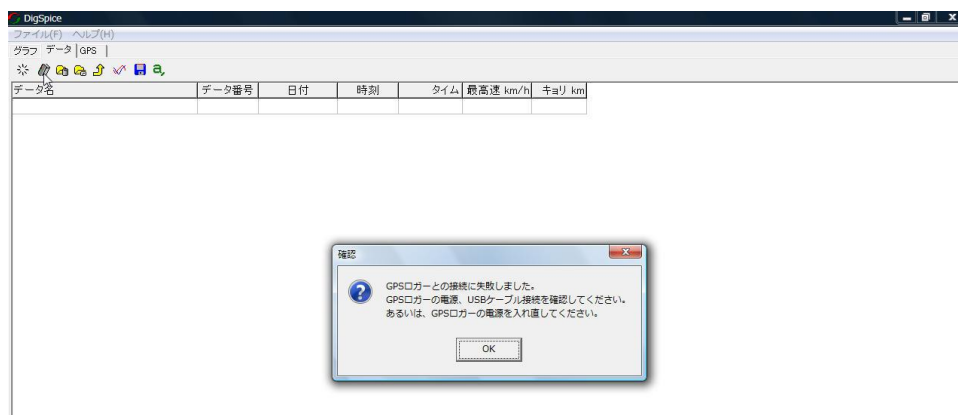 DigSpice
ファイル(F) ヘルプ(H)
グラフ データ GPS
a
データ名 データ番号 日付 時刻 タイム 最高速 km/h キョリ km
確認
GPSロガーとの接続に失敗しました。
GPSロガーの電源、USBケーブル接続を確認してください。
あるいは、GPSロガーの電源を入れ直してください。
OK